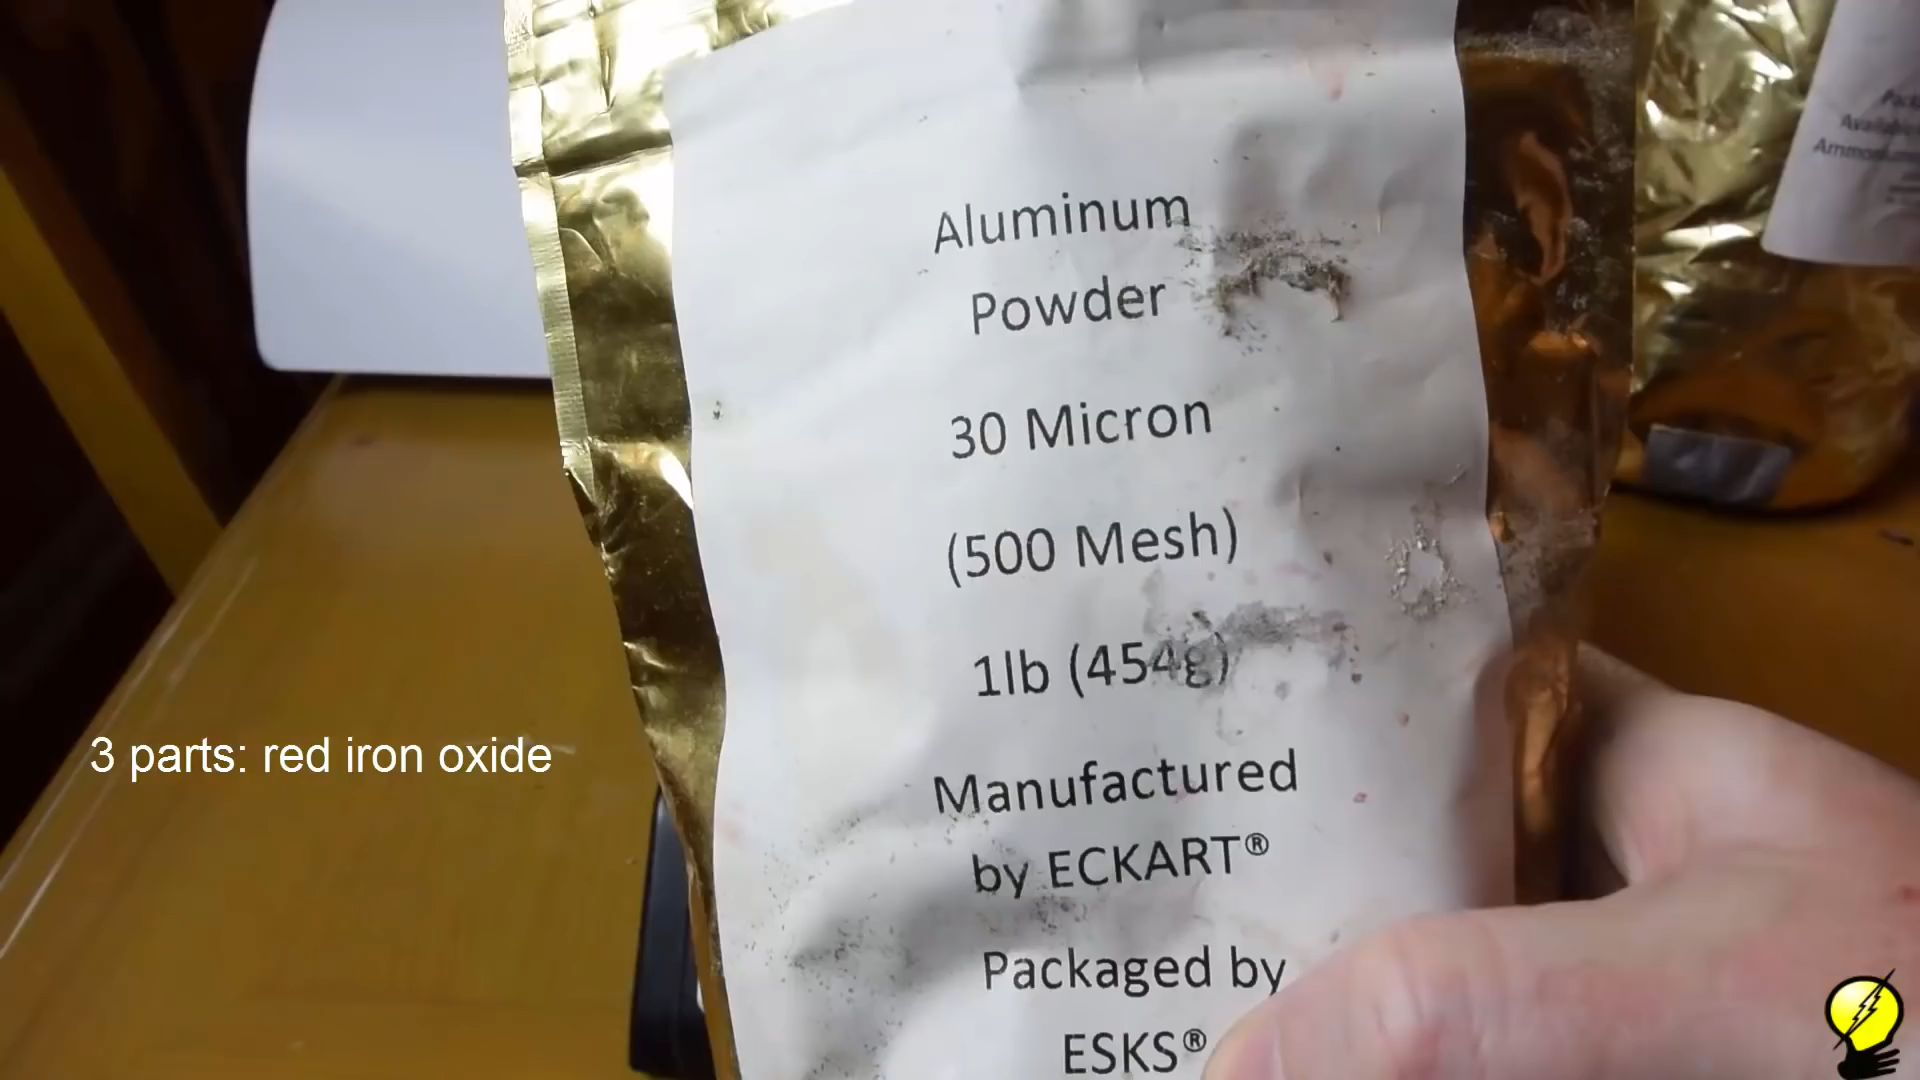 Aluminum
Powder
30 Micron
(500 Mesh)
1lb (454g)
Manufactured
by ECKART®
Packaged by
ESKS®
3 parts: red iron oxide